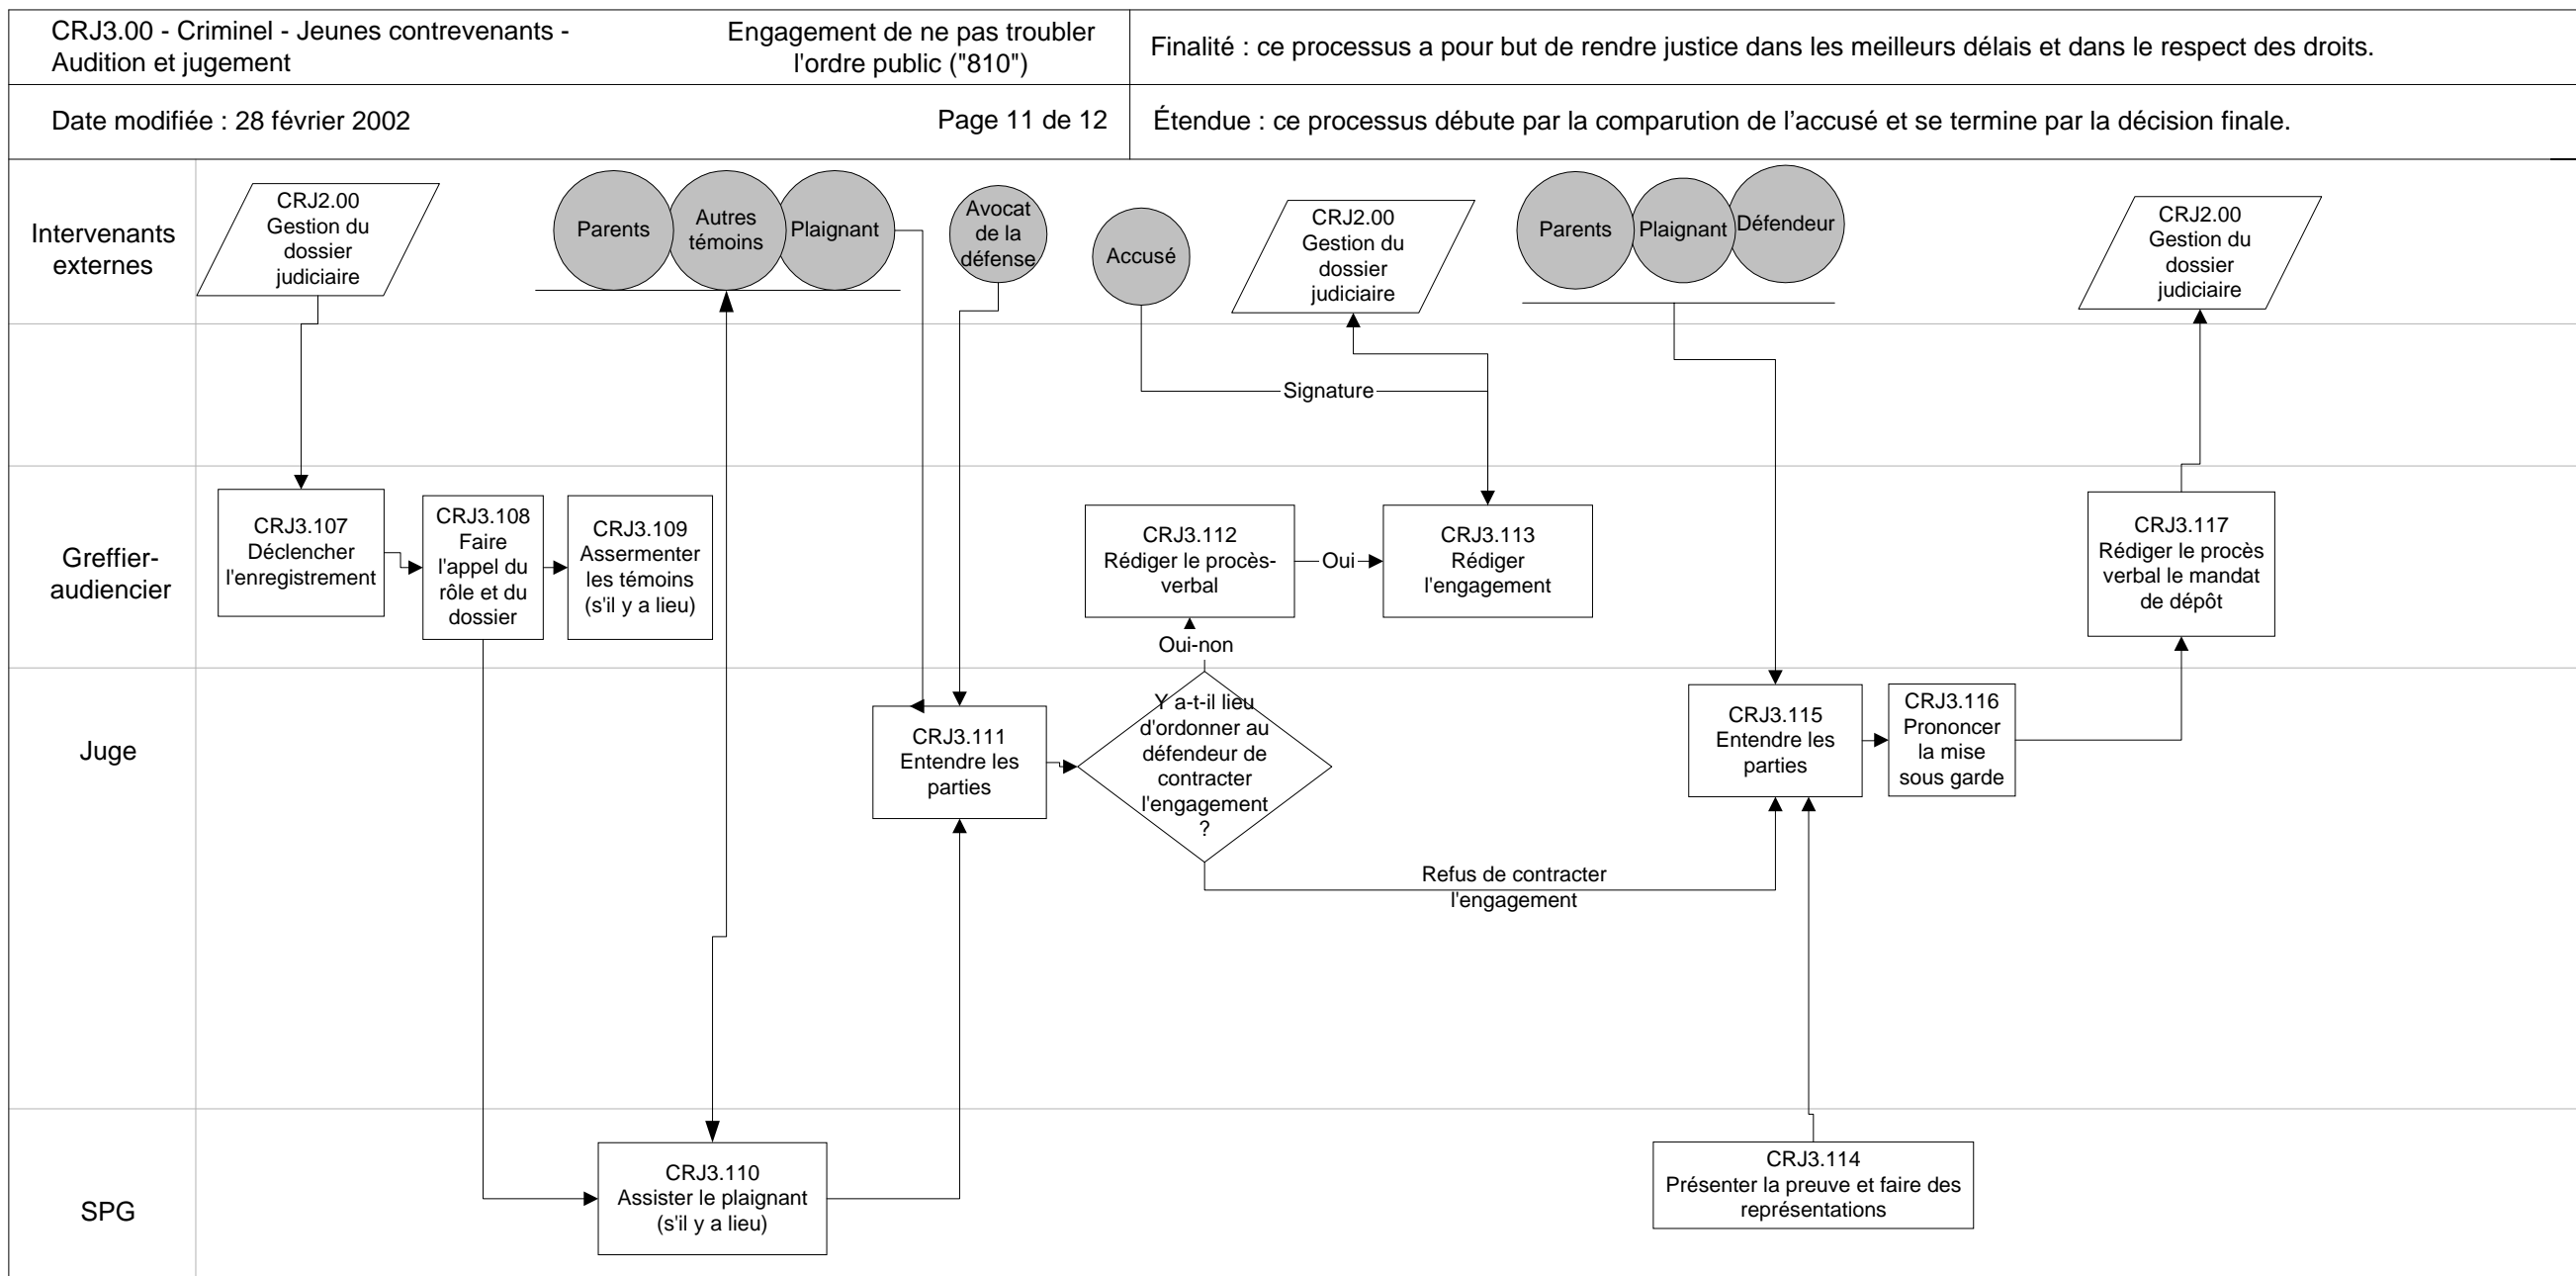 CRJ3.00 - Criminel - Jeunes contrevenants -
Audition et jugement
Engagement de ne pas troubler
l'ordre public ("810")
Finalité : ce processus a pour but de rendre justice dans les meilleurs délais et dans le respect des droits.
Date modifiée : 28 février 2002
Page 11 de 12
Étendue : ce processus débute par la comparution de l'accusé et se termine par la décision finale.
Intervenants
externes
CRJ2.00
Gestion du
dossier
judiciaire
Parents
Autres
témoins
Plaignant
Avocat
de la
défense
Accusé
CRJ2.00
Gestion du
dossier
judiciaire
Parents
Plaignant
Défendeur
CRJ2.00
Gestion du
dossier
judiciaire
Signature
Greffier-
audiencier
CRJ3.107
Déclencher
l'enregistrement
CRJ3.108
Faire
l'appel du
rôle et du
dossier
CRJ3.109
Assermenter
les témoins
(s'il y a lieu)
CRJ3.112
Rédiger le procès-
verbal
Oui
CRJ3.113
Rédiger
l'engagement
CRJ3.117
Rédiger le procès
verbal le mandat
de dépôt
Oui-non
Juge
CRJ3.111
Entendre les
parties
Y a-t-il lieu
d'ordonner au
défendeur de
contracter
l'engagement
?
CRJ3.115
Entendre les
parties
CRJ3.116
Prononcer
la mise
sous garde
Refus de contracter
l'engagement
SPG
CRJ3.110
Assister le plaignant
(s'il y a lieu)
CRJ3.114
Présenter la preuve et faire des
représentations